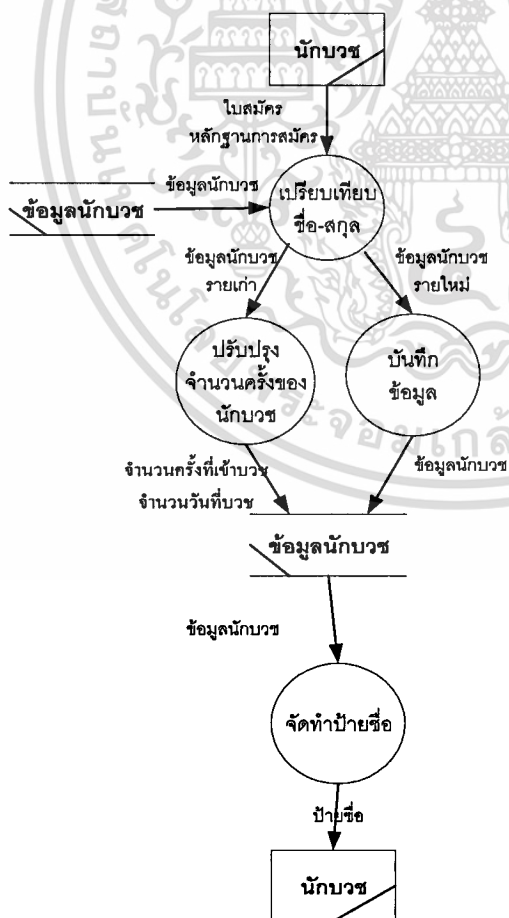 นักบวช
ใบสมัคร
หลักฐานการสมัคร
ข้อมูลนักบวช
ข้อมูลนักบวช
เปรียบเทียบ
ชื่อ-สกุล
ข้อมูลนักบวช
รายเก่า
ข้อมูลนักบวช
รายใหม่
ปรับปรุง
จำนวนครั้งของ
นักบวช
บันทึก
ข้อมูล
จำนวนครั้งที่เข้าบวช
จำนวนวันที่บวช
ข้อมูลนักบวช
ข้อมูลนักบวช
ข้อมูลนักบวช
จัดทำป้ายชื่อ
ป้ายชื่อ
นักบวช